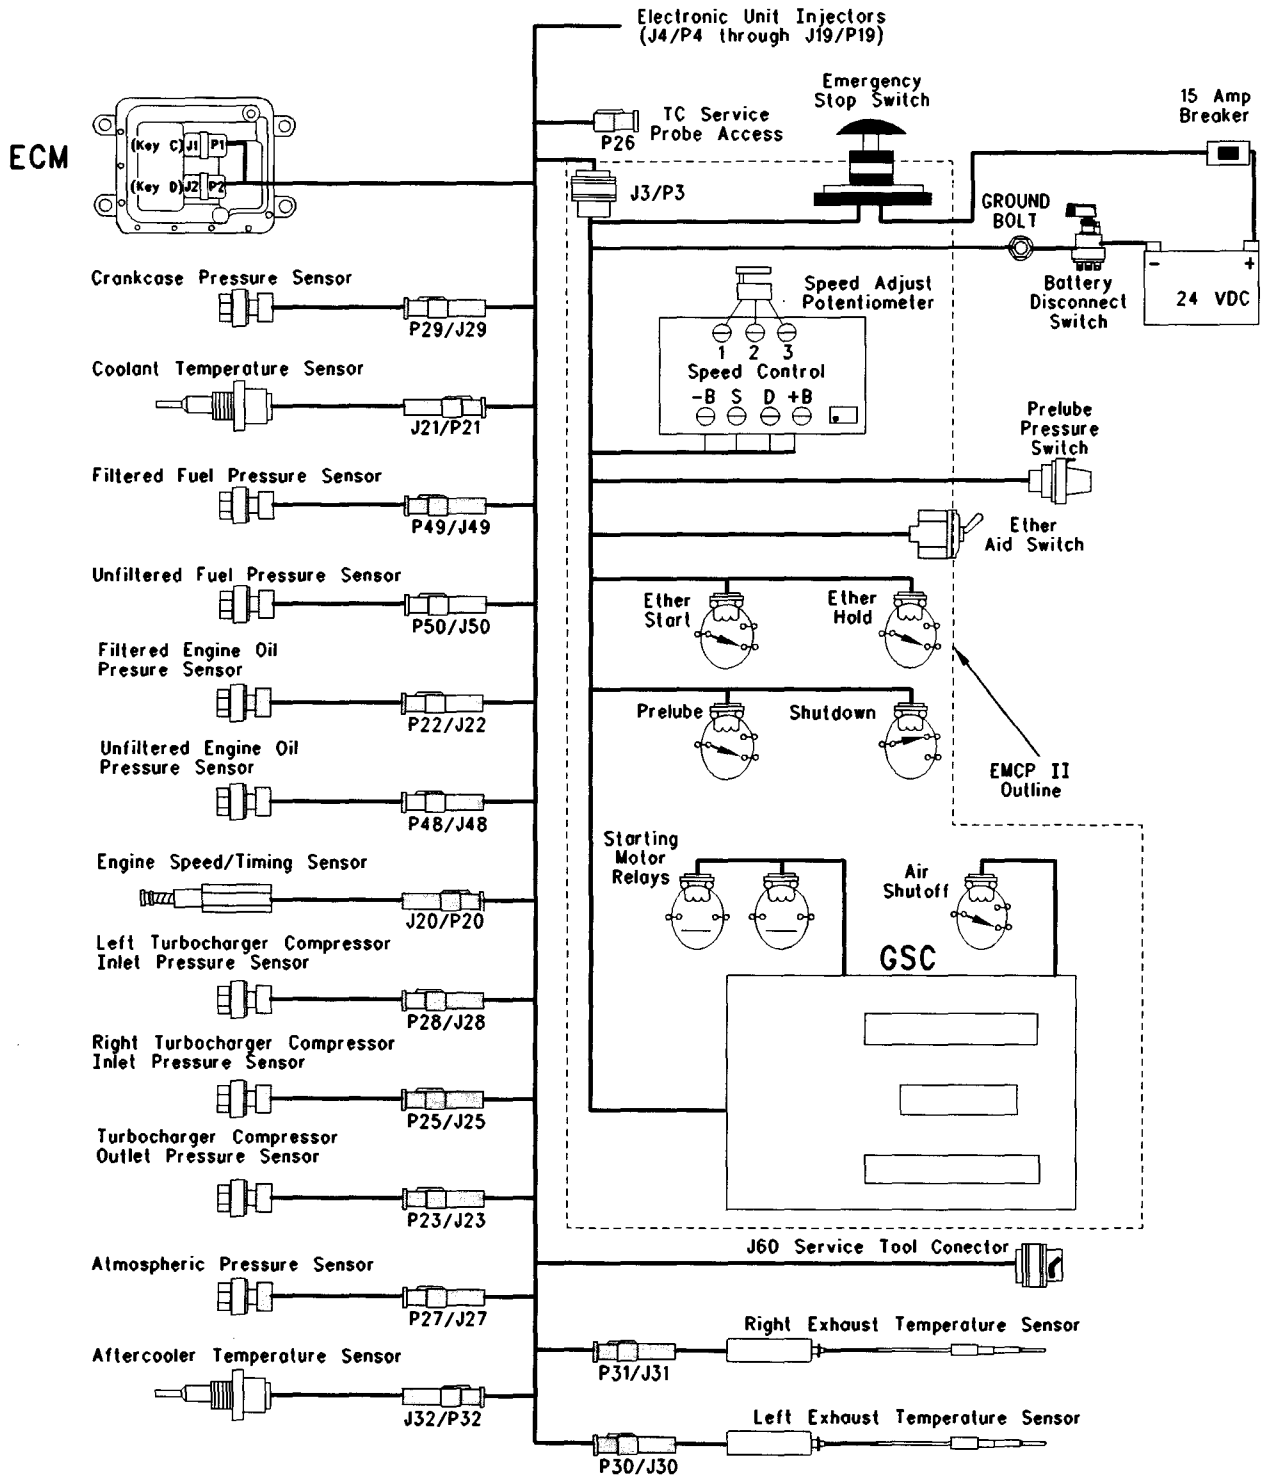 Electronic Unit Injectors
(J4/P4 through J19/P19)
Emergency
Stop Switch
15 Amp
Breaker
TC Service
Probe Access
P26
ECM
(Key C) J1 P1
(Key D) J2 P2
J3/P3
GROUND
BOLT
- +
24 VDC
Battery
Disconnect
Switch
Crankcase Pressure Sensor
P29/J29
Speed Adjust
Potentiometer
1 2 3
Speed Control
-B S D +B
Coolant Temperature Sensor
J21/P21
Prelube
Pressure
Switch
Filtered Fuel Pressure Sensor
P49/J49
Ether
Aid Switch
Unfiltered Fuel Pressure Sensor
P50/J50
Ether
Start
Ether
Hold
Filtered Engine Oil
Presure Sensor
P22/J22
Prelube
Shutdown
Unfiltered Engine Oil
Pressure Sensor
P48/J48
EMCP II
Outline
Engine Speed/Timing Sensor
J20/P20
Starting
Motor
Relays
Air
Shutoff
Left Turbocharger Compressor
Inlet Pressure Sensor
P28/J28
GSC
Right Turbocharger Compressor
Inlet Pressure Sensor
P25/J25
Turbocharger Compressor
Outlet Pressure Sensor
P23/J23
Atmospheric Pressure Sensor
P27/J27
J60 Service Tool Conector
Right Exhaust Temperature Sensor
P31/J31
Aftercooler Temperature Sensor
J32/P32
Left Exhaust Temperature Sensor
P30/J30